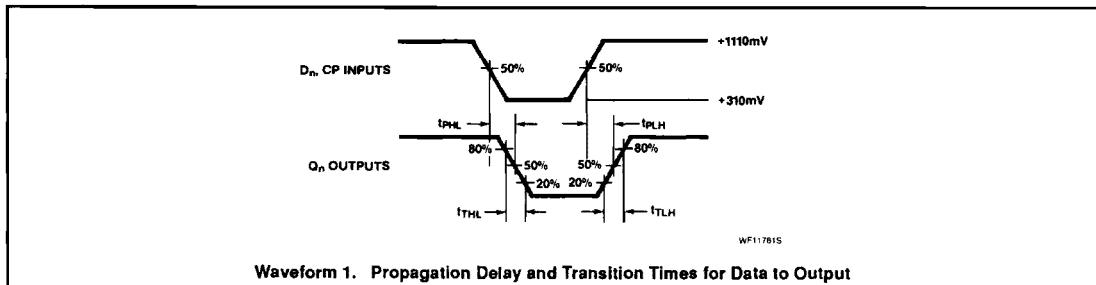 +1110mV
Dn, CP INPUTS
50%
50%
+310mV
tPHL
tPLH
80%
80%
Qn OUTPUTS
50%
50%
20%
20%
tTHL
tTLH
WF11761S
Waveform 1. Propagation Delay and Transition Times for Data to Output